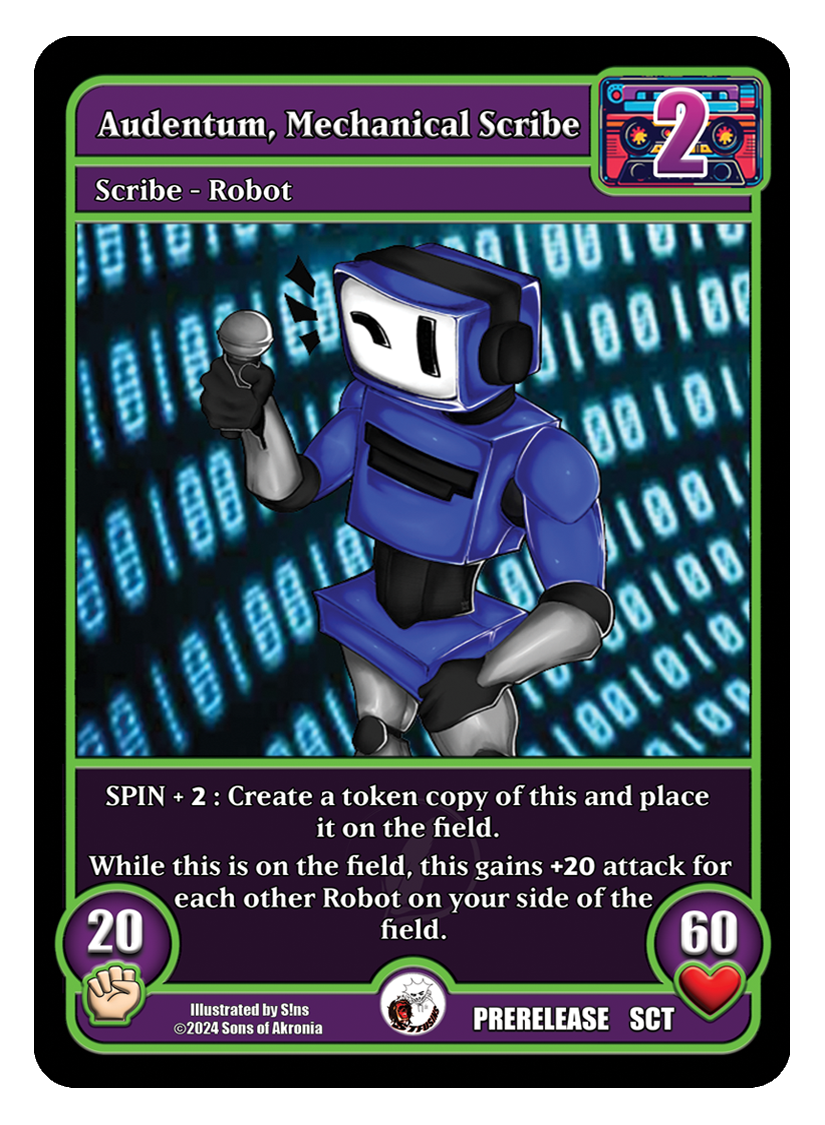 Audentum, Mechanical Scribe
2
Scribe - Robot
SPIN + 2 : Create a token copy of this and place
it on the field.
While this is on the field, this gains +20 attack for
each other Robot on your side of the
field.
20
60
Illustrated by S!ns
©2024 Sons of Akronia
PRERELEASE SCT